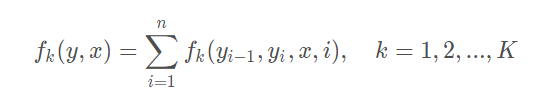 f_k(y, x) = \sum_{i=1}^{n} f_k(y_{i-1}, y_i, x, i), \quad k = 1, 2, ..., K